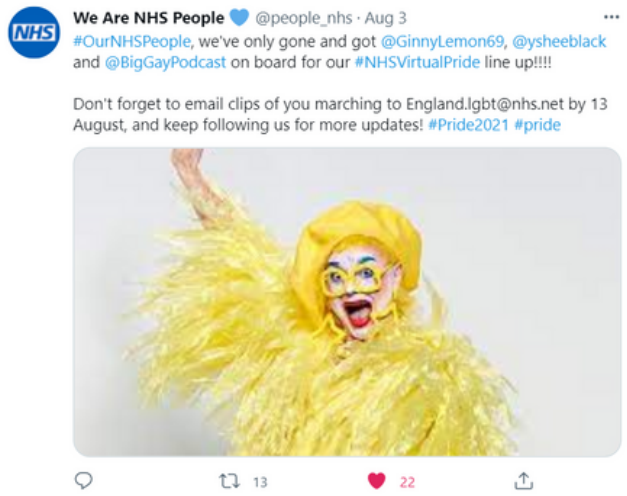 NHS
We Are NHS People 💙 @people_nhs · Aug 3
#OurNHSPeople, we've only gone and got @GinnyLemon69, @ysheeblack
and @BigGayPodcast on board for our #NHSVirtualPride line up!!!!
Don't forget to email clips of you marching to England.lgbt@nhs.net by 13
August, and keep following us for more updates! #Pride2021 #pride
13 22